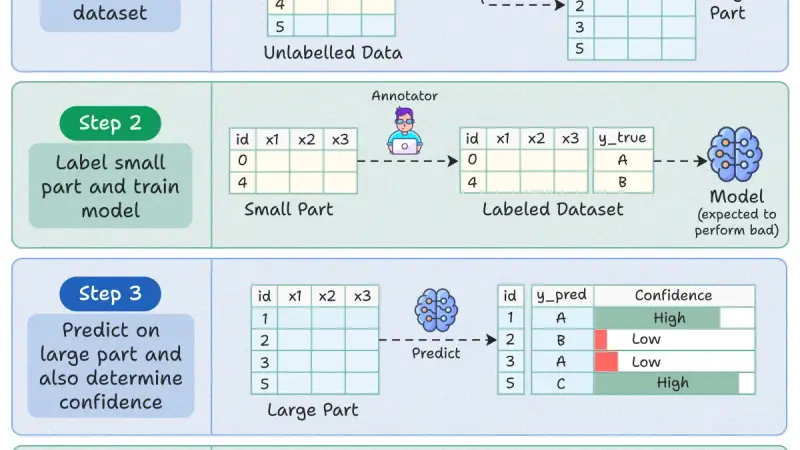 dataset
4
5
Unlabelled Data
2
3
5
Part
Step 2
Label small
part and train
model
Annotator
id x1 x2 x3
0
4
Small Part
id x1 x2 x3 y_true
0 A
4 B
Labeled Dataset
Model
(expected to
perform bad)
Step 3
Predict on
large part and
also determine
confidence
id x1 x2 x3
1
2
3
5
Large Part
Predict
id y_pred Confidence
1 A High
2 B Low
3 A Low
5 C High